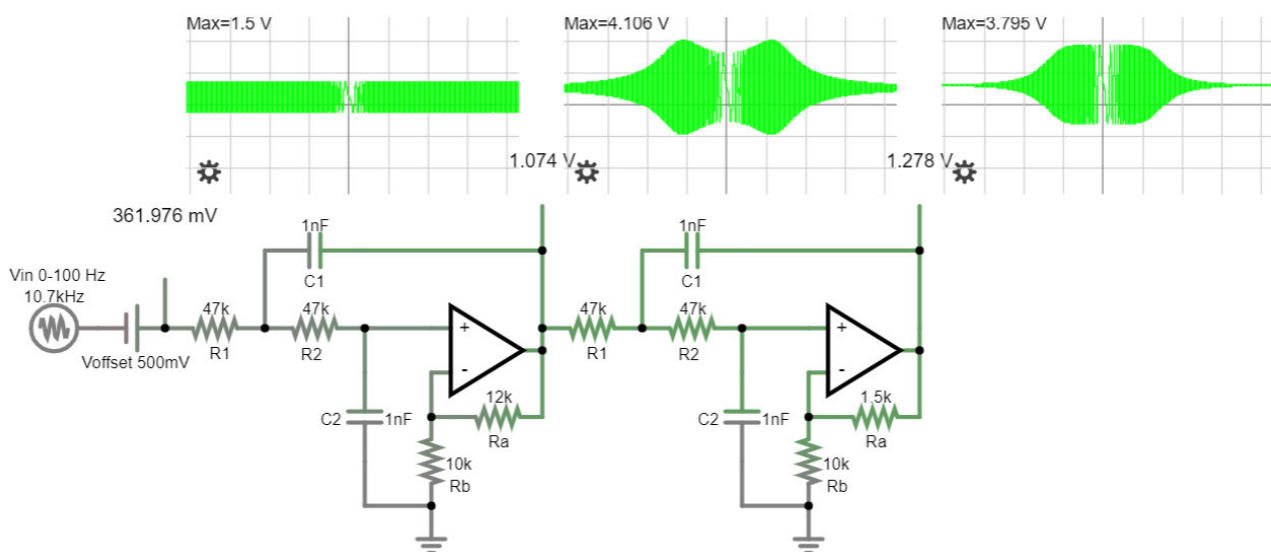 Max=1.5 V
Max=4.106 V
Max=3.795 V
1.074 V
1.278 V
361.976 mV
Vin 0-100 Hz
10.7kHz
Voffset 500mV
1nF
C1
47k
R1
47k
R2
+
-
C2
1nF
12k
Ra
10k
Rb
1nF
C1
47k
R1
47k
R2
+
-
C2
1nF
1.5k
Ra
10k
Rb